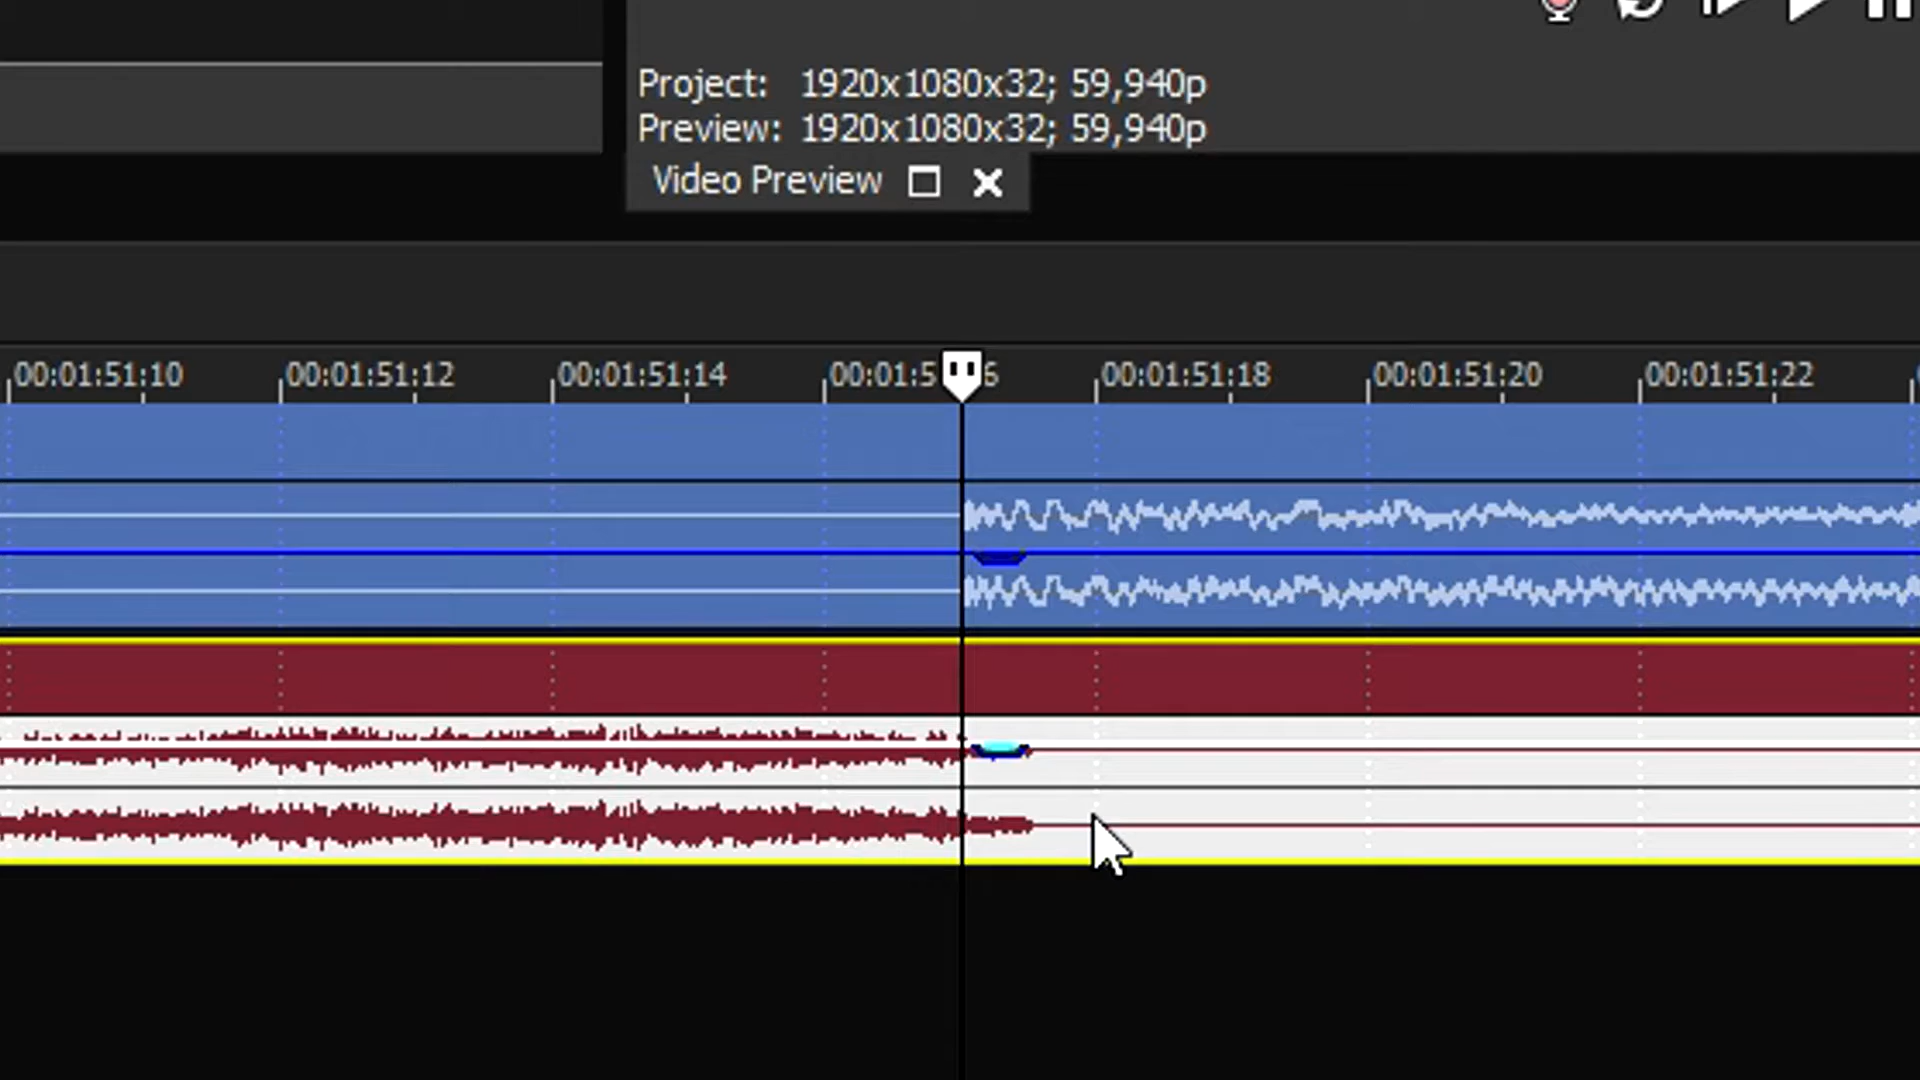 Project: 1920x1080x32; 59,940p
Preview: 1920x1080x32; 59,940p
Video Preview
00:01:51:10 00:01:51:12 00:01:51:14 00:01:5 6 00:01:51:18 00:01:51:20 00:01:51:22